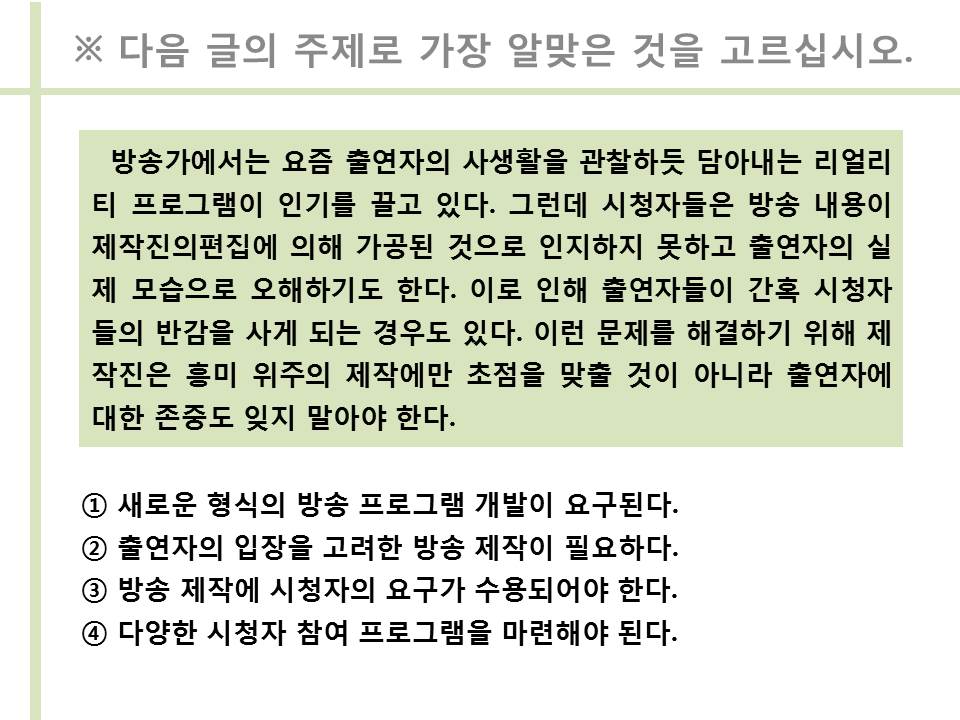 ※ 다음 글의 주제로 가장 알맞은 것을 고르십시오.
방송가에서는 요즘 출연자의 사생활을 관찰하듯 담아내는 리얼리
티 프로그램이 인기를 끌고 있다. 그런데 시청자들은 방송 내용이
제작진의편집에 의해 가공된 것으로 인지하지 못하고 출연자의 실
제 모습으로 오해하기도 한다. 이로 인해 출연자들이 간혹 시청자
들의 반감을 사게 되는 경우도 있다. 이런 문제를 해결하기 위해 제
작진은 흥미 위주의 제작에만 초점을 맞출 것이 아니라 출연자에
대한 존중도 잊지 말아야 한다.
① 새로운 형식의 방송 프로그램 개발이 요구된다.
② 출연자의 입장을 고려한 방송 제작이 필요하다.
③ 방송 제작에 시청자의 요구가 수용되어야 한다.
④ 다양한 시청자 참여 프로그램을 마련해야 된다.